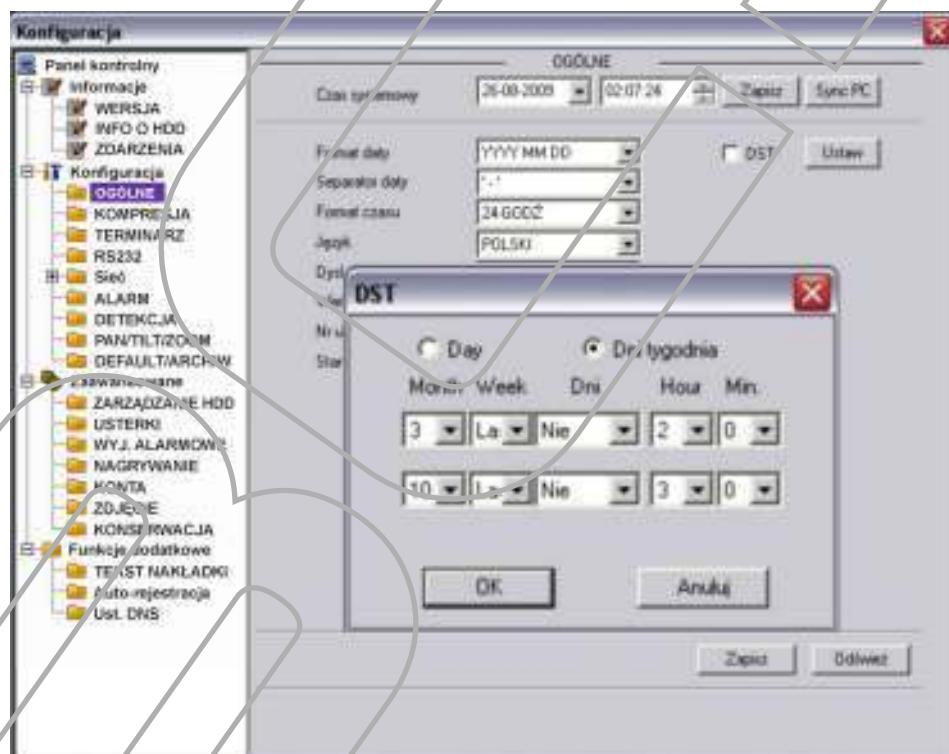 Konfiguracja
Panel kontrolny
Informacje
WERSJA
INFO O HDD
ZDARZENIA
Konfiguracja
OGÓLNE
KOMPRESJA
TERMINARZ
RS232
Sieć
ALARM
DETEKCJA
PAN/TILT/ZOOM
DEFAULT/ARCHIW.
Zaawansowane
ZARZĄDZANIE HDD
USTERKI
WYJ. ALARMOWE
NAGRYWANIE
KONTA
ZDJĘCIE
KONSERWACJA
Funkcje dodatkowe
TEKST NAKŁADKI
Auto-rejestracja
Ust. DNS
OGÓLNE
Czas systemowy 26-08-2009 02:07:24 Zapisz Sync PC
Format daty YYYY MM DD DST Ustaw
Separator daty '-'
Format czasu 24-GODZ
Język POLSKI
DST
Day Dni tygodnia
Month Week Dni Hour Min.
3 La Nie 2 0
10 La Nie 3 0
OK Anuluj
Zapisz Odśwież